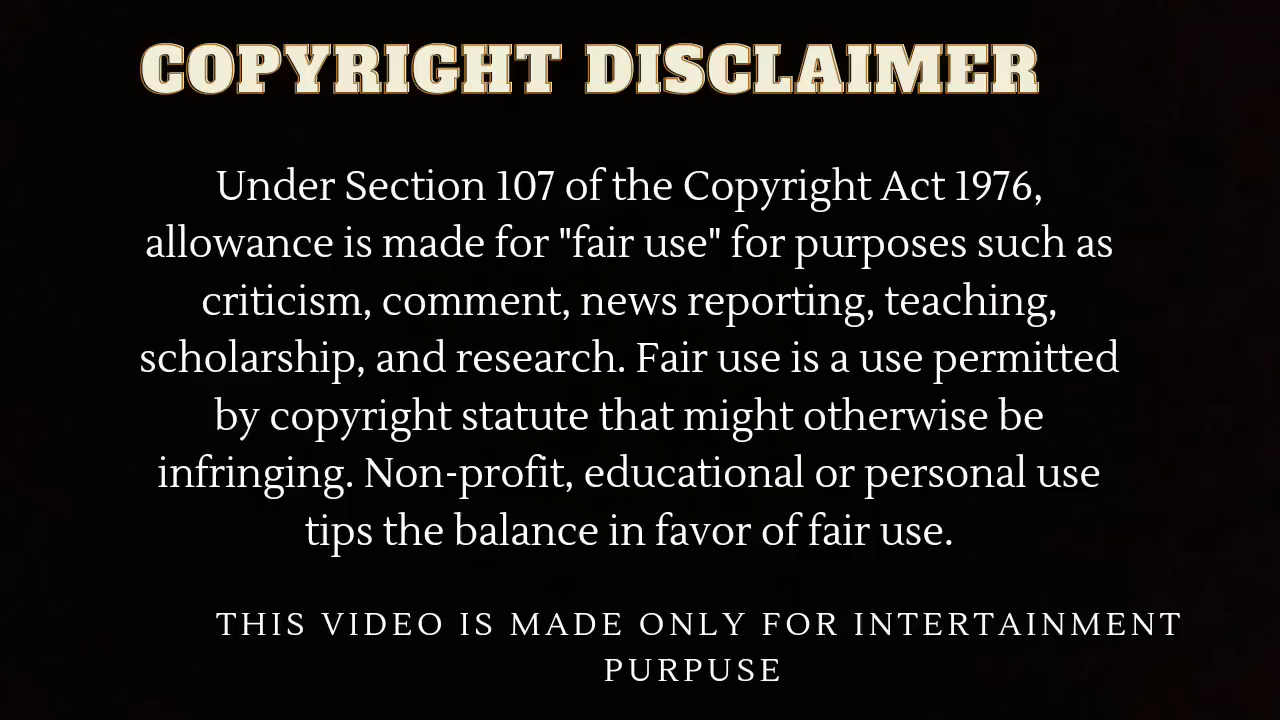 COPYRIGHT DISCLAIMER
Under Section 107 of the Copyright Act 1976,
allowance is made for "fair use" for purposes such as
criticism, comment, news reporting, teaching,
scholarship, and research. Fair use is a use permitted
by copyright statute that might otherwise be
infringing. Non-profit, educational or personal use
tips the balance in favor of fair use.
THIS VIDEO IS MADE ONLY FOR INTERTAINMENT
PURPUSE